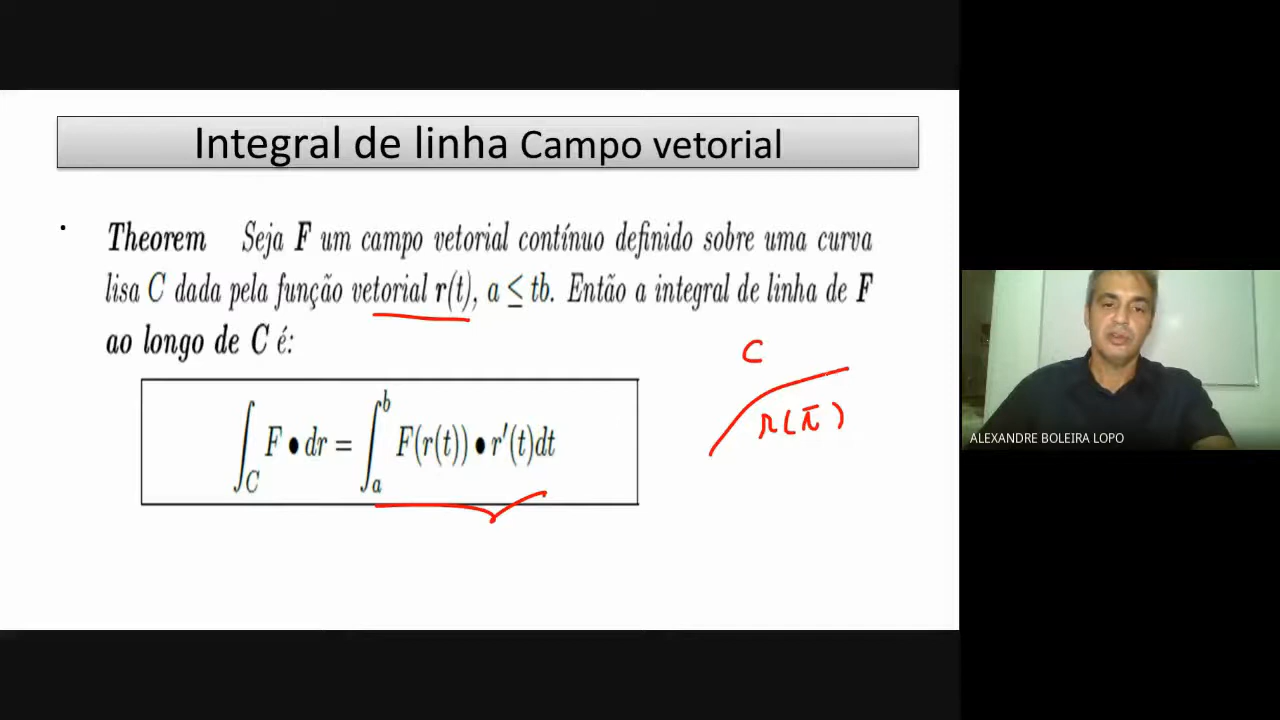 Integral de linha Campo vetorial
• Theorem Seja F um campo vetorial contínuo definido sobre uma curva
lisa C dada pela função vetorial r(t), a ≤ tb. Então a integral de linha de F
ao longo de C é:
∫_C F • dr = ∫_a^b F(r(t)) • r'(t)dt
C
r(t)
ALEXANDRE BOLEIRA LOPO